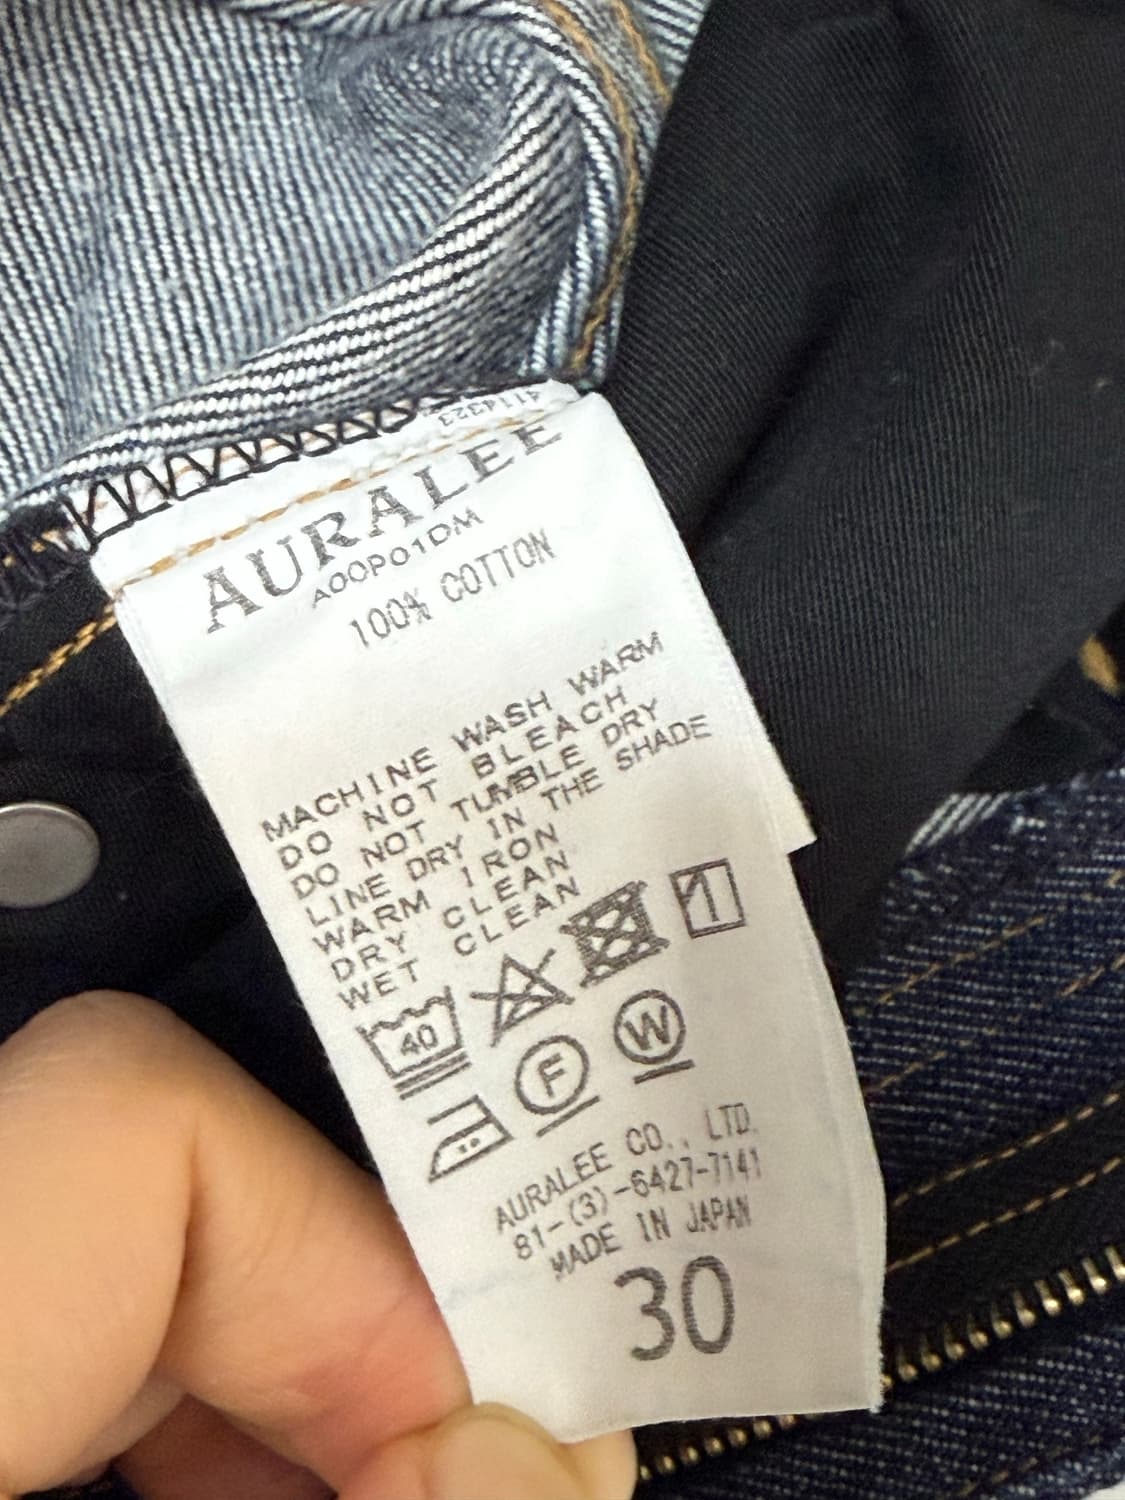 4114323
AURALEE
A00P01DM
100% COTTON
MACHINE WASH WARM
DO NOT BLEACH
DO NOT TUMBLE DRY
LINE DRY IN THE SHADE
WARM IRON
DRY CLEAN
WET CLEAN
40
F W
AURALEE CO., LTD.
81-(3)-6427-7141
MADE IN JAPAN
30